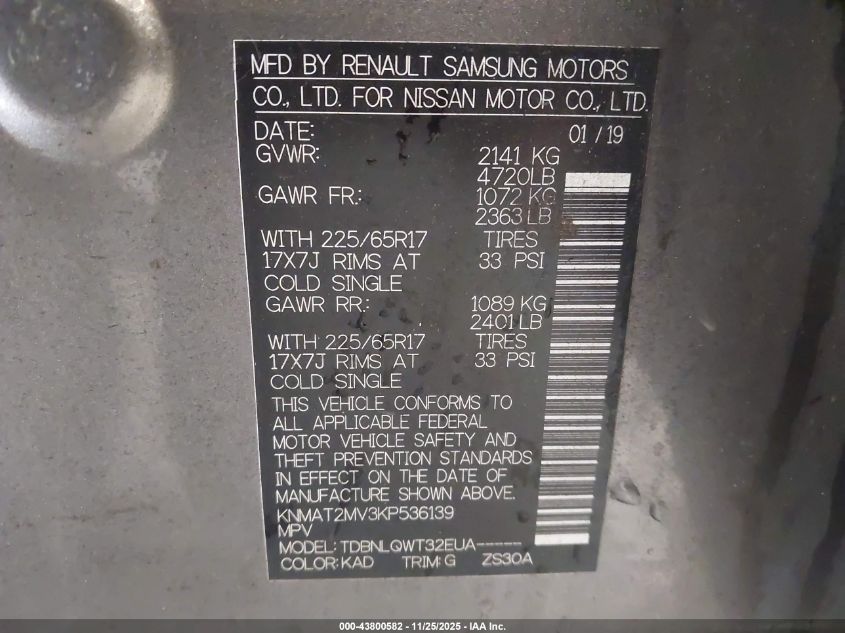 MFD BY RENAULT SAMSUNG MOTORS
CO., LTD. FOR NISSAN MOTOR CO., LTD.
DATE: 01 / 19
GVWR: 2141 KG
4720LB
GAWR FR.: 1072 KG
2363 LB
WITH 225/65R17 TIRES
17X7J RIMS AT 33 PSI
COLD SINGLE
GAWR RR.: 1089 KG
2401 LB
WITH 225/65R17 TIRES
17X7J RIMS AT 33 PSI
COLD SINGLE
THIS VEHICLE CONFORMS TO
ALL APPLICABLE FEDERAL
MOTOR VEHICLE SAFETY AND
THEFT PREVENTION STANDARDS
IN EFFECT ON THE DATE OF
MANUFACTURE SHOWN ABOVE.
KNMAT2MV3KP536139
MPV
MODEL: TDBNLQWT32EUA-----
COLOR: KAD TRIM: G ZS30A
000-43800582 - 11/25/2025 - IAA Inc.